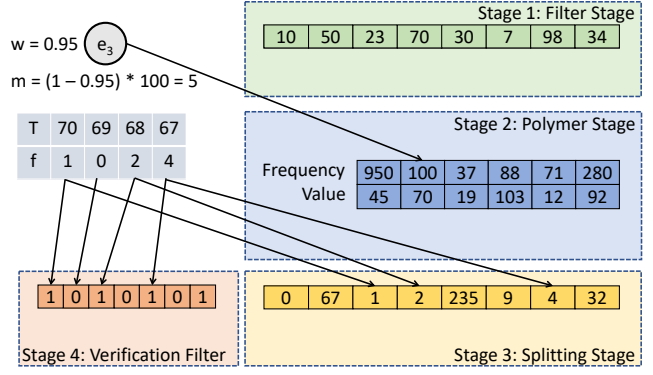 Stage 1: Filter Stage
10 50 23 70 30 7 98 34
w = 0.95 e3
m = (1 – 0.95) * 100 = 5
T 70 69 68 67
f 1 0 2 4
Stage 2: Polymer Stage
Frequency 950 100 37 88 71 280
Value 45 70 19 103 12 92
1 0 1 0 1 0 1
Stage 4: Verification Filter
0 67 1 2 235 9 4 32
Stage 3: Splitting Stage